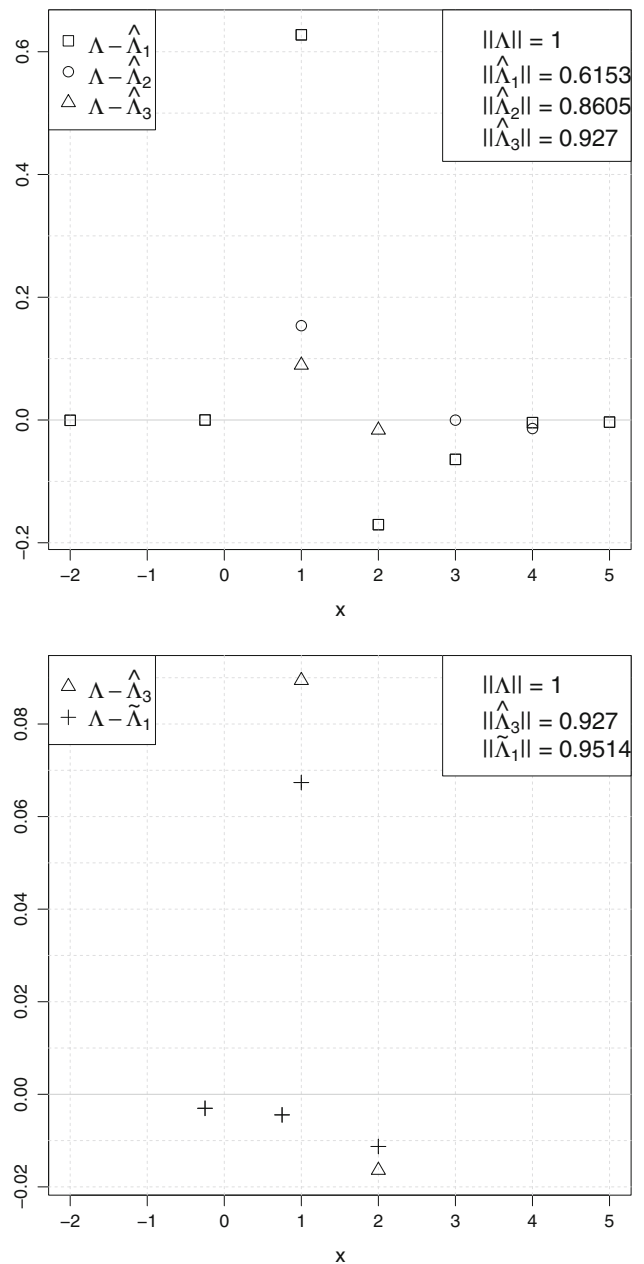 Λ − Λ̂₁
Λ − Λ̂₂
Λ − Λ̂₃
||Λ|| = 1
||Λ̂₁|| = 0.6153
||Λ̂₂|| = 0.8605
||Λ̂₃|| = 0.927
0.6
0.4
0.2
0.0
−0.2
−2 −1 0 1 2 3 4 5
x
Λ − Λ̂₃
Λ − Λ̃₁
||Λ|| = 1
||Λ̂₃|| = 0.927
||Λ̃₁|| = 0.9514
0.08
0.06
0.04
0.02
0.00
−0.02
−2 −1 0 1 2 3 4 5
x